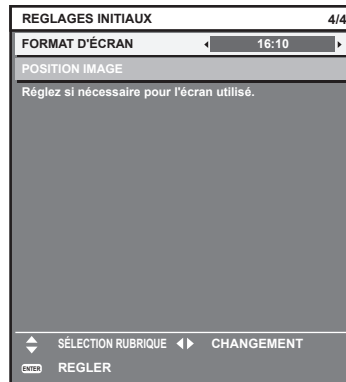 REGLAGES INITIAUX 4/4
FORMAT D'ÉCRAN 16:10
POSITION IMAGE
Réglez si nécessaire pour l'écran utilisé.
SÉLECTION RUBRIQUE CHANGEMENT
ENTER REGLER